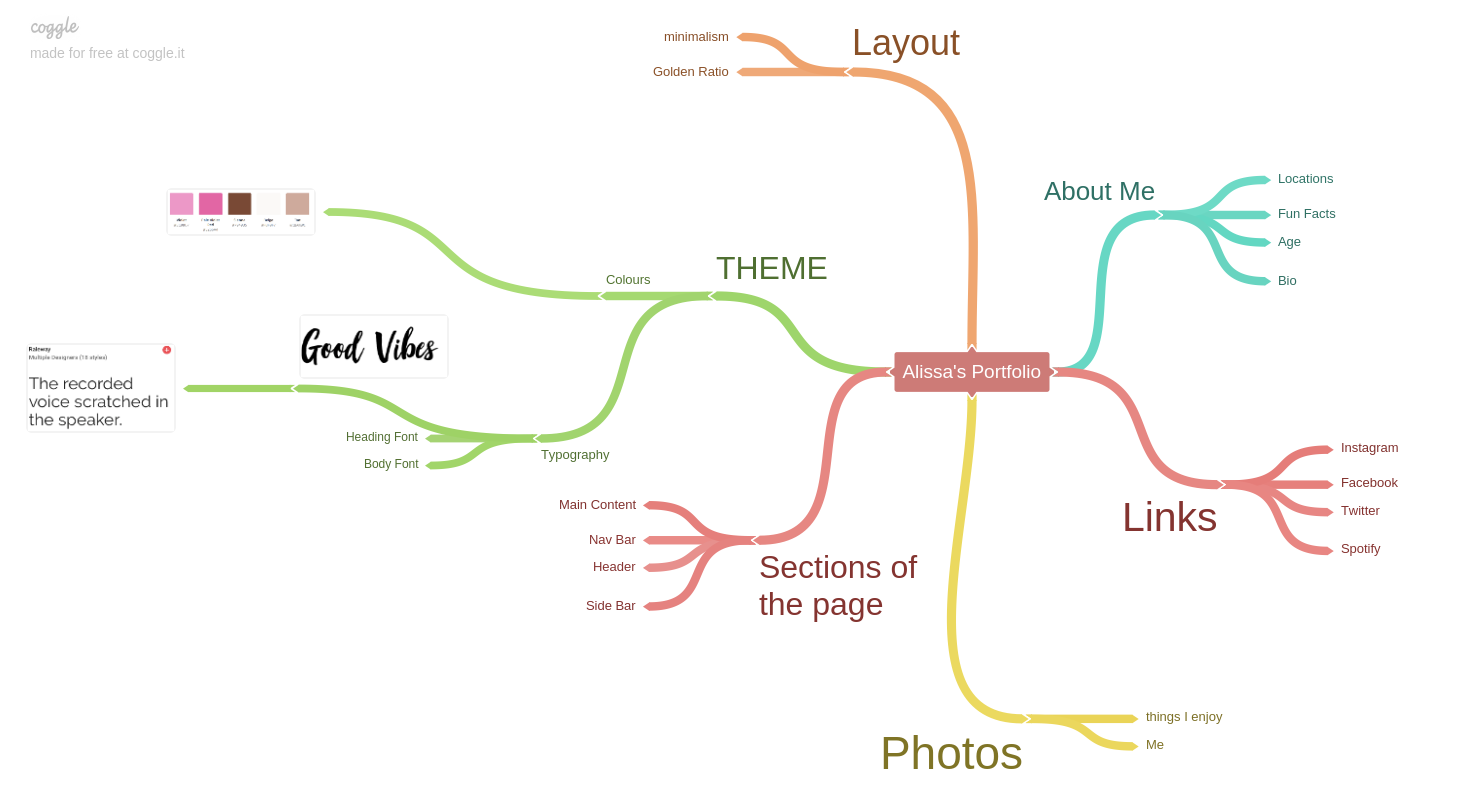 coggle
made for free at coggle.it
minimalism
Golden Ratio
Layout
About Me
Locations
Fun Facts
Age
Bio
THEME
Colours
Good Vibes
Raleway
Multiple Designers (18 styles)
The recorded
voice scratched in
the speaker.
Heading Font
Body Font
Typography
Alissa's Portfolio
Main Content
Nav Bar
Header
Side Bar
Sections of
the page
Links
Instagram
Facebook
Twitter
Spotify
Photos
things I enjoy
Me